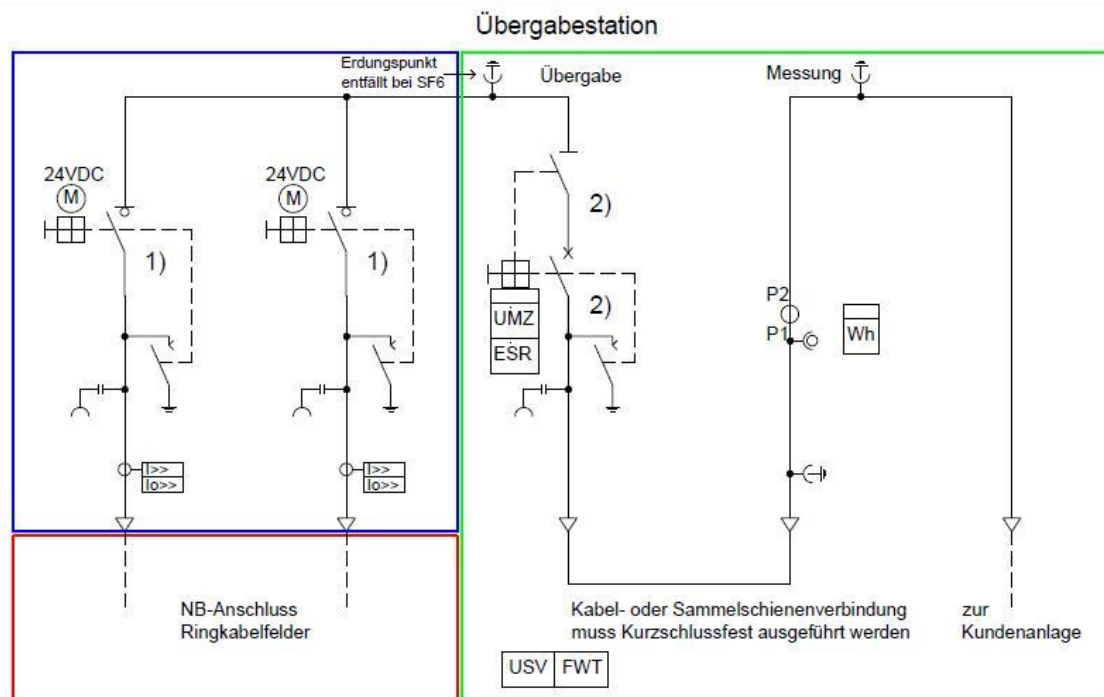 Übergabestation
Erdungspunkt
entfällt bei SF6
Übergabe
Messung
24VDC
M
24VDC
M
1)
1)
2)
2)
UMZ
ESR
P2
P1
Wh
I>>
Io>>
I>>
Io>>
NB-Anschluss
Ringkabelfelder
Kabel- oder Sammelschienenverbindung
muss Kurzschlussfest ausgeführt werden
zur
Kundenanlage
USV
FWT